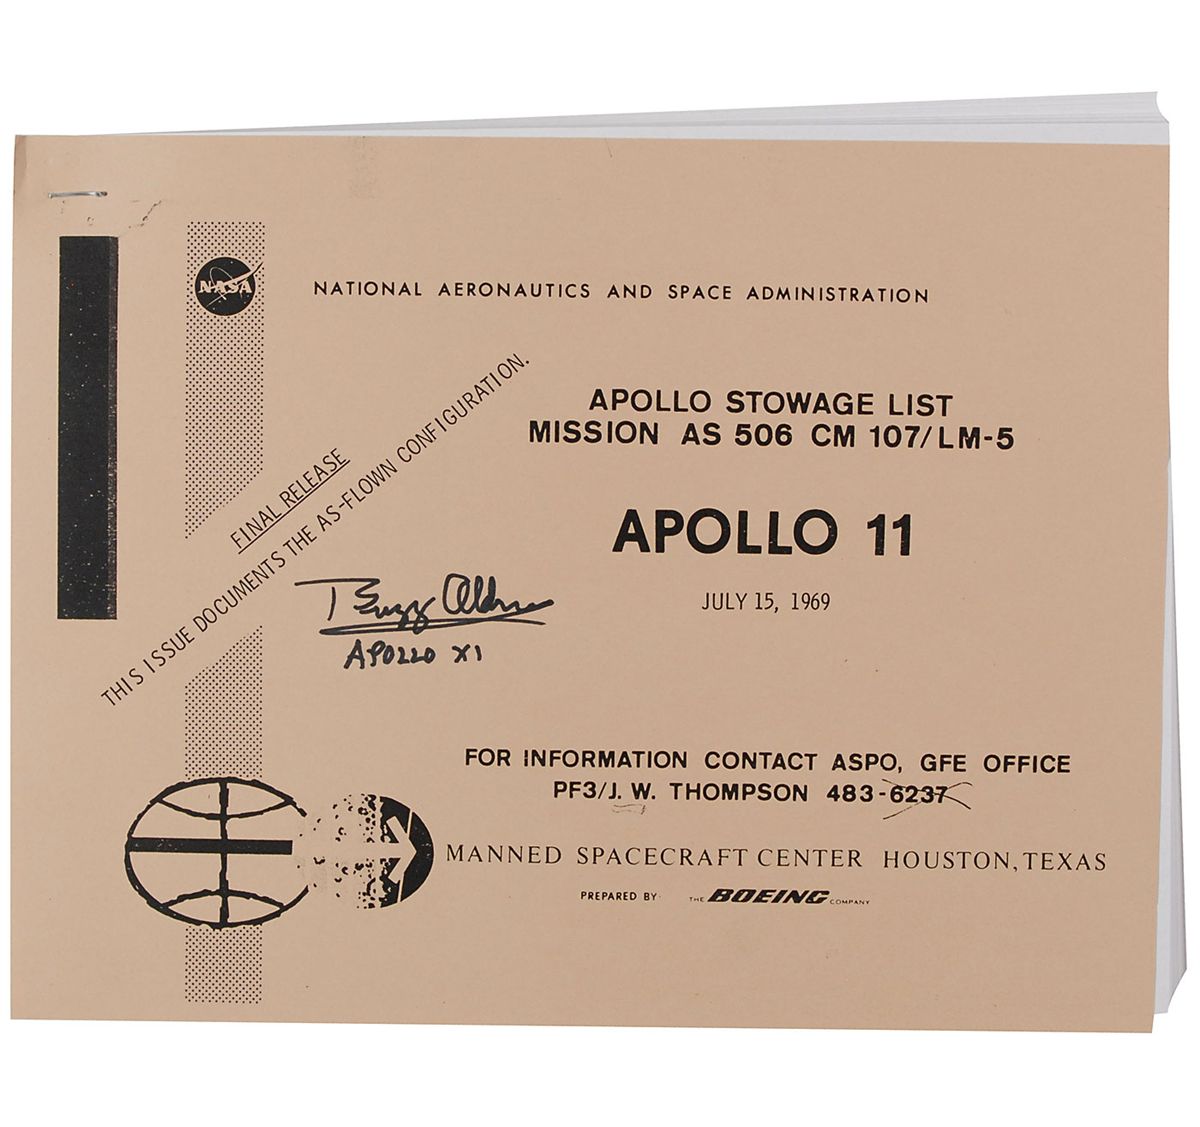 NASA
NATIONAL AERONAUTICS AND SPACE ADMINISTRATION
APOLLO STOWAGE LIST
MISSION AS 506 CM 107/LM-5
APOLLO 11
JULY 15, 1969
FINAL RELEASE
THIS ISSUE DOCUMENTS THE AS-FLOWN CONFIGURATION.
Buzz Aldrin
APOLLO XI
FOR INFORMATION CONTACT ASPO, GFE OFFICE
PF3/J. W. THOMPSON 483-6237
MANNED SPACECRAFT CENTER HOUSTON, TEXAS
PREPARED BY: THE BOEING COMPANY